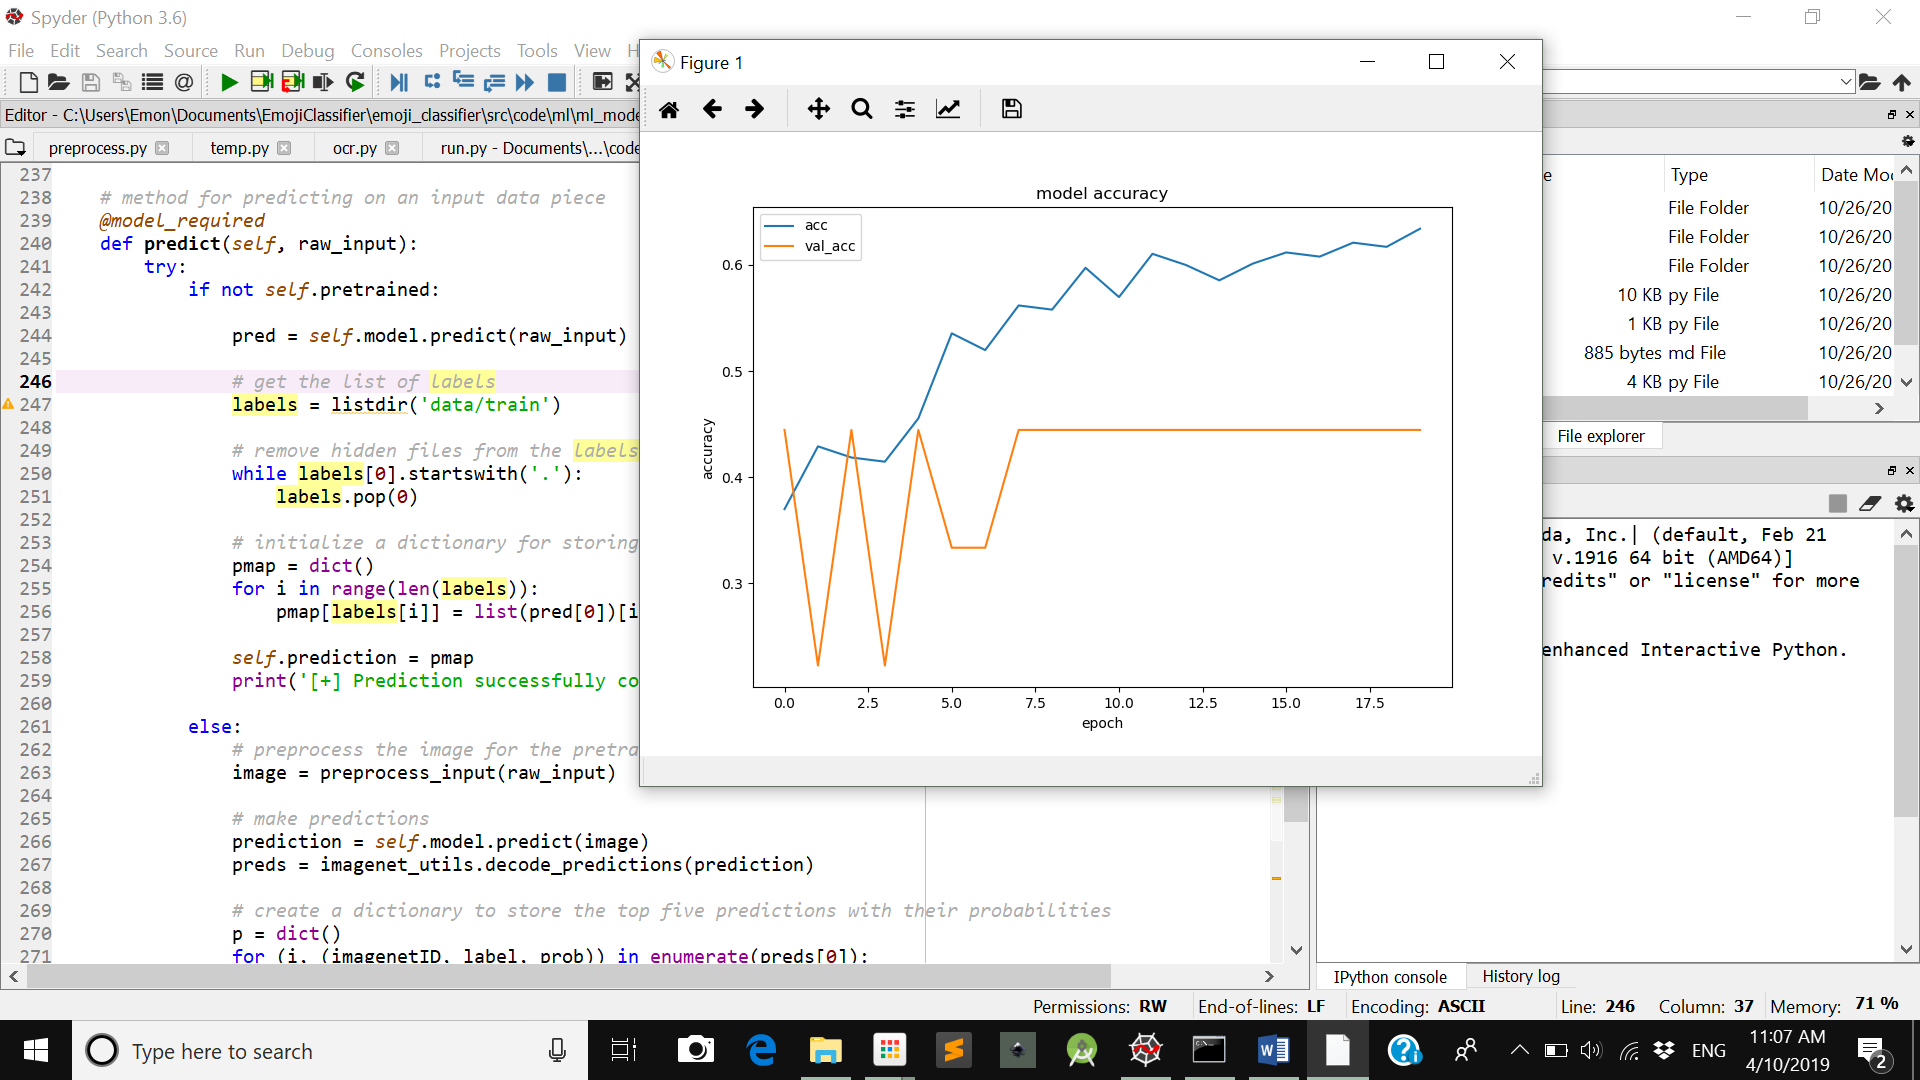 Spyder (Python 3.6)
File Edit Search Source Run Debug Consoles Projects Tools View H
Editor - C:\Users\Emon\Documents\EmojiClassifier\emoji_classifier\src\code\ml\ml_mode
preprocess.py temp.py ocr.py run.py - Documents\...\code
237
238 # method for predicting on an input data piece
239 @model_required
240 def predict(self, raw_input):
241 try:
242 if not self.pretrained:
243
244 pred = self.model.predict(raw_input)
245
246 # get the list of labels
247 labels = listdir('data/train')
248
249 # remove hidden files from the labels
250 while labels[0].startswith('.'):
251 labels.pop(0)
252
253 # initialize a dictionary for storing
254 pmap = dict()
255 for i in range(len(labels)):
256 pmap[labels[i]] = list(pred[0])[i
257
258 self.prediction = pmap
259 print('[+] Prediction successfully co
260
261 else:
262 # preprocess the image for the pretra
263 image = preprocess_input(raw_input)
264
265 # make predictions
266 prediction = self.model.predict(image)
267 preds = imagenet_utils.decode_predictions(prediction)
268
269 # create a dictionary to store the top five predictions with their probabilities
270 p = dict()
271 for (i, (imagenetID, label, prob)) in enumerate(preds[0]):
Figure 1
model accuracy
acc
val_acc
0.6
0.5
0.4
0.3
accuracy
0.0 2.5 5.0 7.5 10.0 12.5 15.0 17.5
epoch
e Type Date Mo
File Folder 10/26/20
File Folder 10/26/20
File Folder 10/26/20
10 KB py File 10/26/20
1 KB py File 10/26/20
885 bytes md File 10/26/20
4 KB py File 10/26/20
File explorer
da, Inc.| (default, Feb 21
v.1916 64 bit (AMD64)]
redits" or "license" for more
enhanced Interactive Python.
IPython console History log
Permissions: RW End-of-lines: LF Encoding: ASCII Line: 246 Column: 37 Memory: 71 %
Type here to search
ENG
11:07 AM
4/10/2019
2